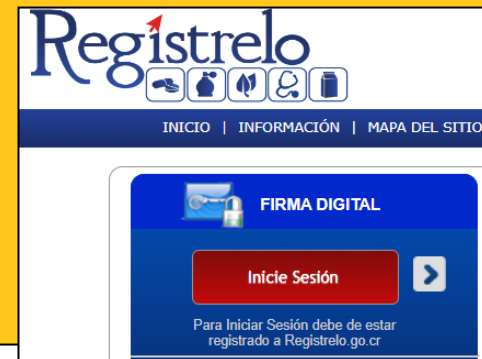 Registrelo
INICIO | INFORMACIÓN | MAPA DEL SITIO
FIRMA DIGITAL
Inicie Sesión
Para Iniciar Sesión debe de estar
registrado a Registrelo.go.cr